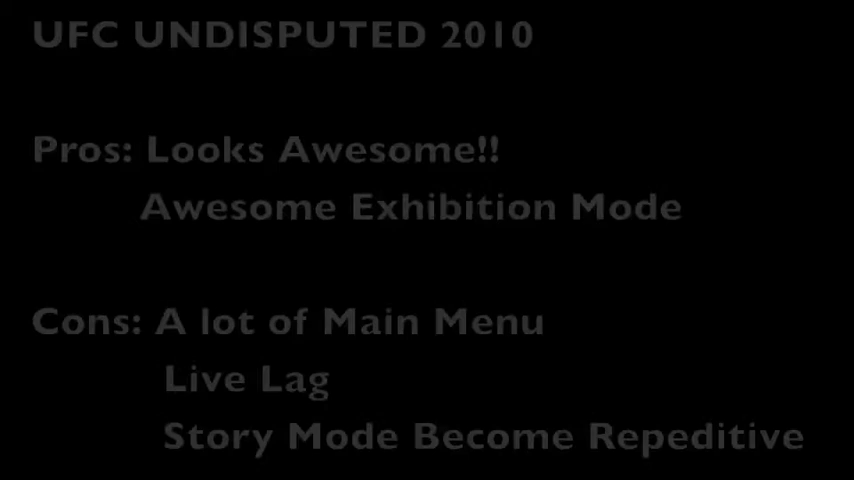 UFC UNDISPUTED 2010
Pros: Looks Awesome!!
Awesome Exhibition Mode
Cons: A lot of Main Menu
Live Lag
Story Mode Become Repeditive